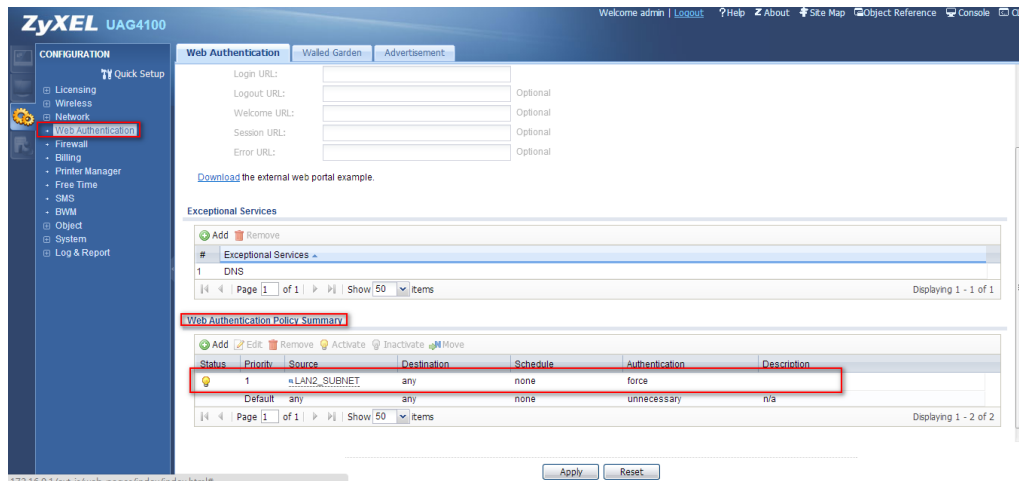 Welcome admin | Logout ?Help Z About Site Map Object Reference Console
ZyXEL UAG4100
CONFIGURATION
Quick Setup
Licensing
Wireless
Network
Web Authentication
Firewall
Billing
Printer Manager
Free Time
SMS
BWM
Object
System
Log & Report
Web Authentication Walled Garden Advertisement
Login URL:
Logout URL: Optional
Welcome URL: Optional
Session URL: Optional
Error URL: Optional
Download the external web portal example.
Exceptional Services
Add Remove
# Exceptional Services
1 DNS
Page 1 of 1 Show 50 items Displaying 1 - 1 of 1
Web Authentication Policy Summary
Add Edit Remove Activate Inactivate Move
Status Priority Source Destination Schedule Authentication Description
1 LAN2_SUBNET any none force
Default any any none unnecessary n/a
Page 1 of 1 Show 50 items Displaying 1 - 2 of 2
Apply Reset